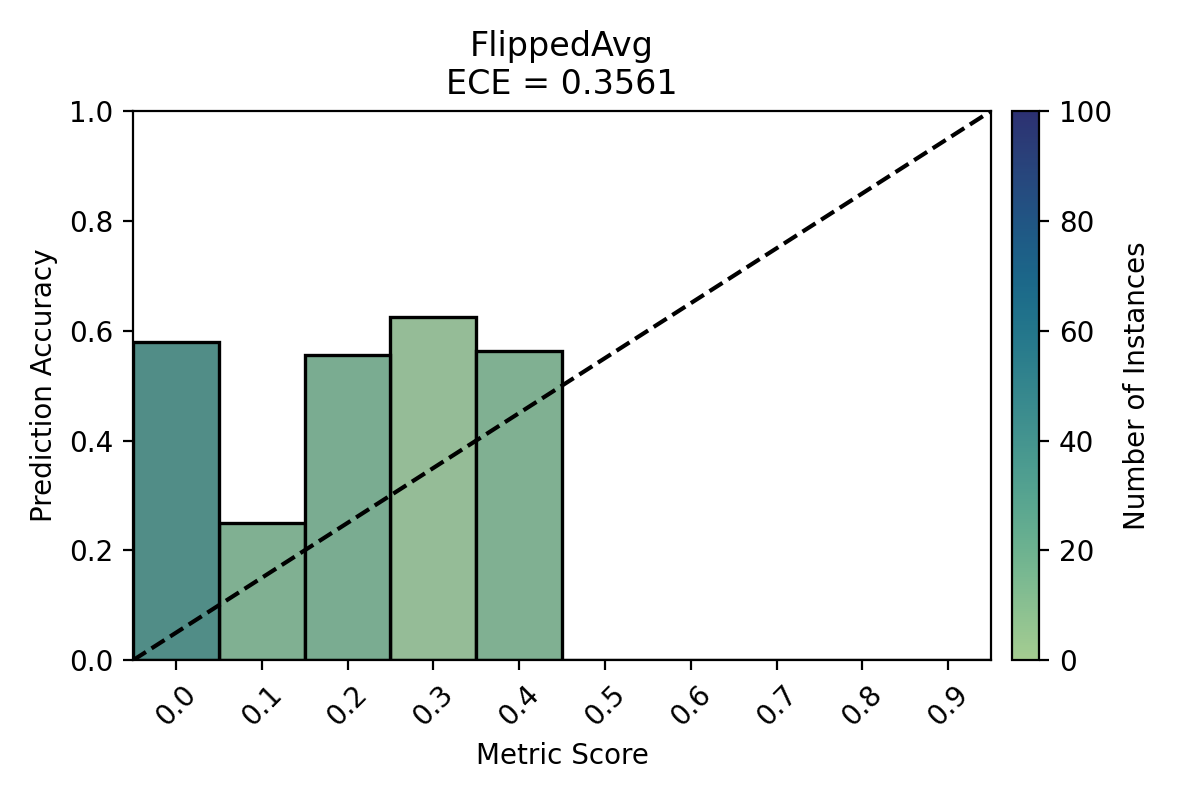 FlippedAvg
ECE = 0.3561
Prediction Accuracy
1.0
0.8
0.6
0.4
0.2
0.0
0.0 0.1 0.2 0.3 0.4 0.5 0.6 0.7 0.8 0.9
Metric Score
100
80
60
40
20
0
Number of Instances